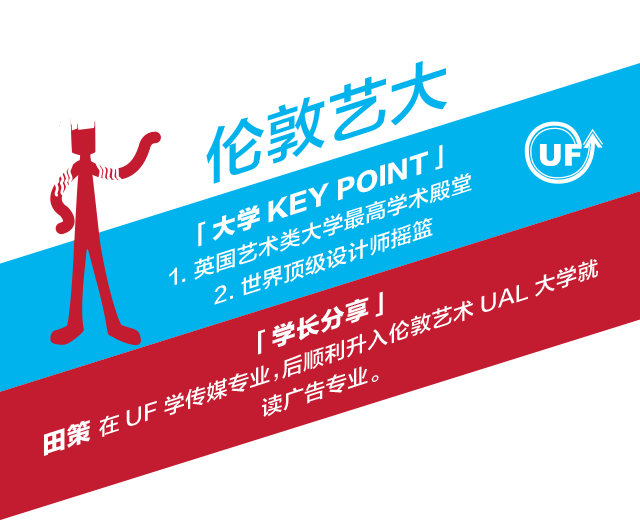 伦敦艺大
「大学 KEY POINT」
1. 英国艺术类大学最高学术殿堂
2. 世界顶级设计师摇篮
UF
「学长分享」
田策 在 UF 学传媒专业，后顺利升入伦敦艺术 UAL 大学就
读广告专业。